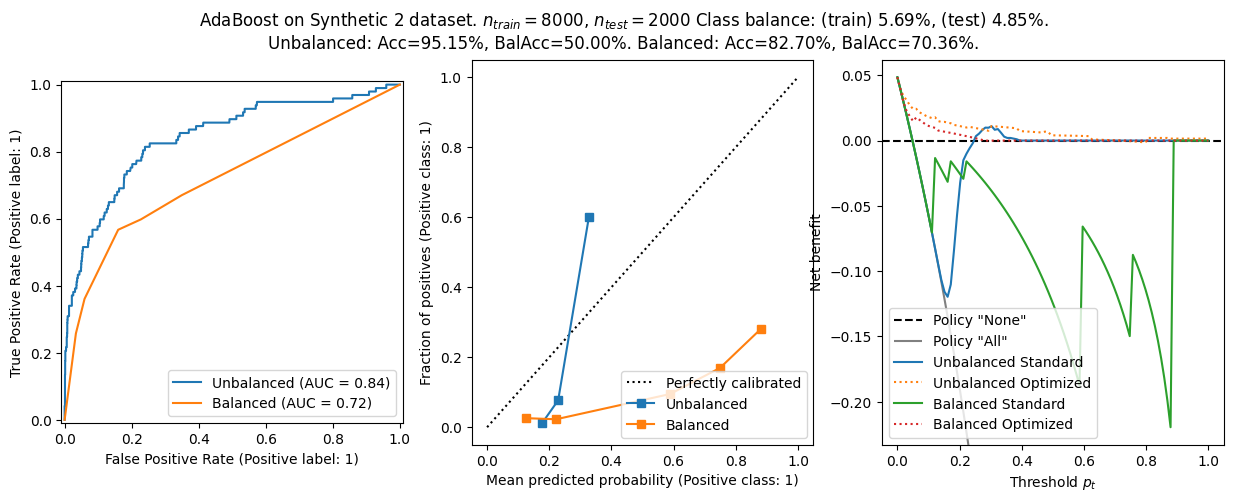 AdaBoost on Synthetic 2 dataset. n_train = 8000, n_test = 2000 Class balance: (train) 5.69%, (test) 4.85%.
Unbalanced: Acc=95.15%, BalAcc=50.00%. Balanced: Acc=82.70%, BalAcc=70.36%.
True Positive Rate (Positive label: 1)
1.0
0.8
0.6
0.4
0.2
0.0
Unbalanced (AUC = 0.84)
Balanced (AUC = 0.72)
0.0 0.2 0.4 0.6 0.8 1.0
False Positive Rate (Positive label: 1)
Fraction of positives (Positive class: 1)
1.0
0.8
0.6
0.4
0.2
0.0
Perfectly calibrated
Unbalanced
Balanced
0.0 0.2 0.4 0.6 0.8 1.0
Mean predicted probability (Positive class: 1)
Net benefit
0.05
0.00
−0.05
−0.10
−0.15
−0.20
Policy "None"
Policy "All"
Unbalanced Standard
Unbalanced Optimized
Balanced Standard
Balanced Optimized
0.0 0.2 0.4 0.6 0.8 1.0
Threshold p_t